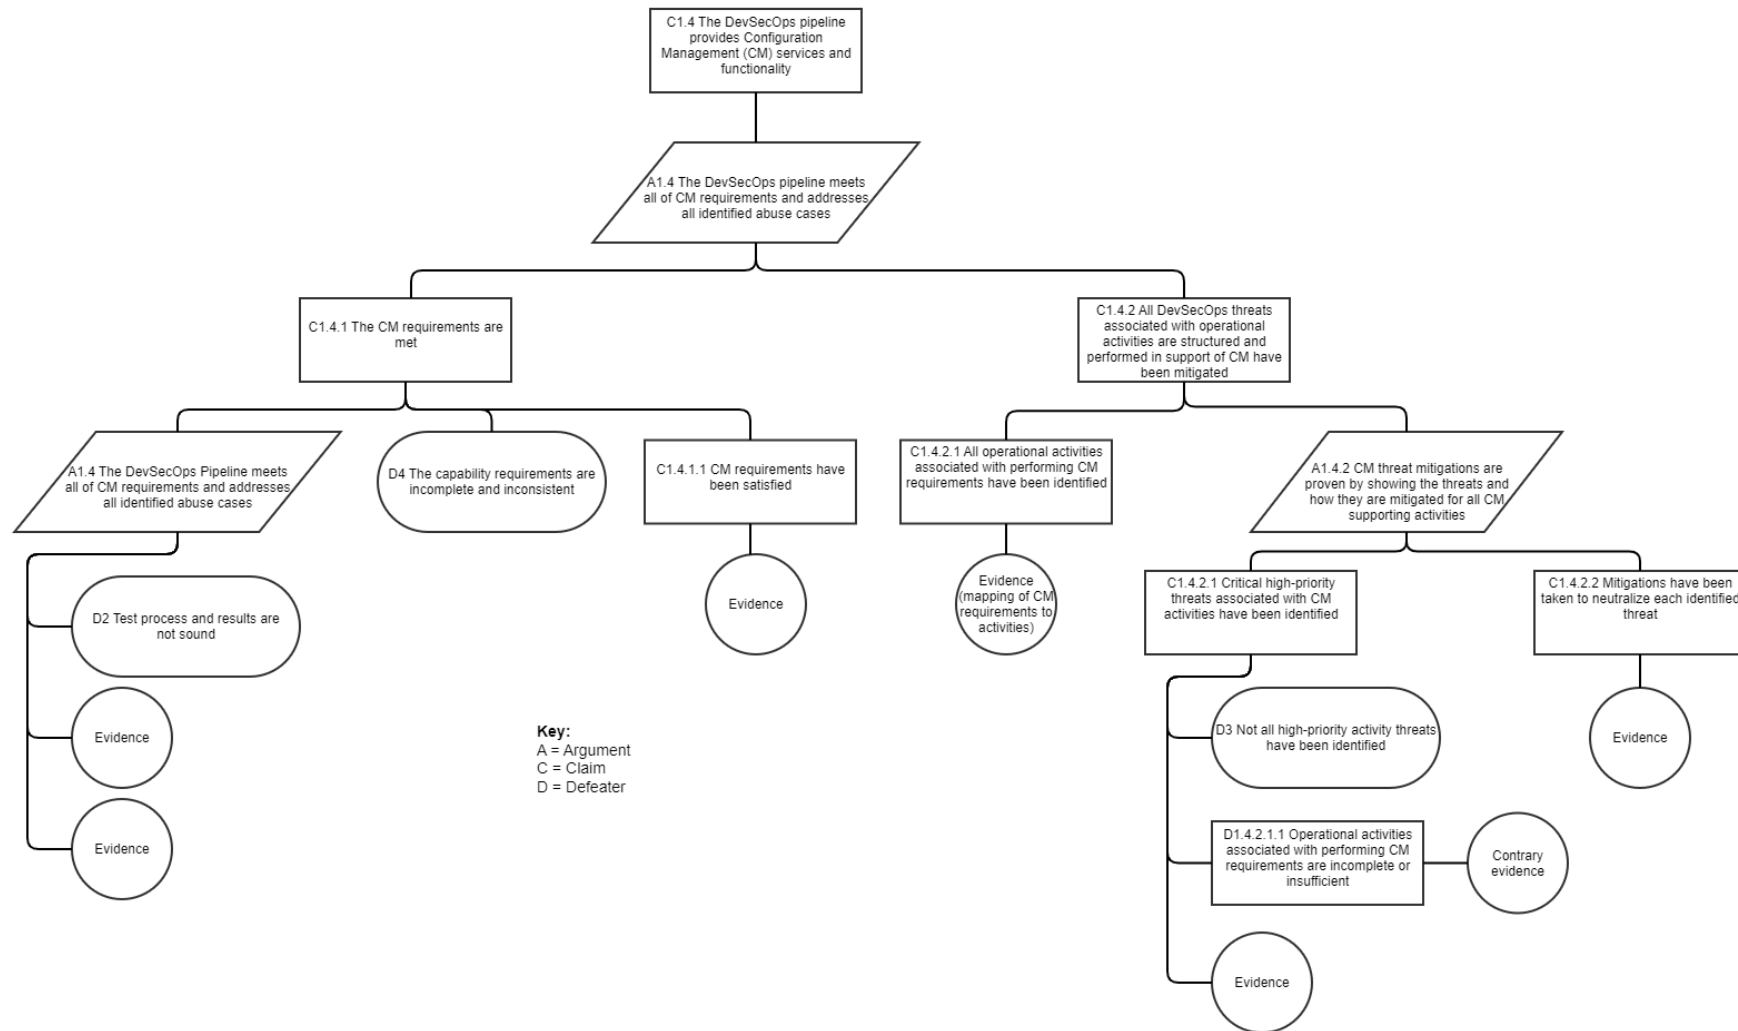 C1.4 The DevSecOps pipeline
provides Configuration
Management (CM) services and
functionality
A1.4 The DevSecOps pipeline meets
all of CM requirements and addresses
all identified abuse cases
C1.4.1 The CM requirements are
met
C1.4.2 All DevSecOps threats
associated with operational
activities are structured and
performed in support of CM have
been mitigated
A1.4 The DevSecOps Pipeline meets
all of CM requirements and addresses
all identified abuse cases
D4 The capability requirements are
incomplete and inconsistent
C1.4.1.1 CM requirements have
been satisfied
C1.4.2.1 All operational activities
associated with performing CM
requirements have been identified
A1.4.2 CM threat mitigations are
proven by showing the threats and
how they are mitigated for all CM
supporting activities
D2 Test process and results are
not sound
Evidence
Evidence
(mapping of CM
requirements to
activities)
C1.4.2.1 Critical high-priority
threats associated with CM
activities have been identified
C1.4.2.2 Mitigations have been
taken to neutralize each identified
threat
Evidence
Evidence
Key:
A = Argument
C = Claim
D = Defeater
D3 Not all high-priority activity threats
have been identified
Evidence
D1.4.2.1.1 Operational activities
associated with performing CM
requirements are incomplete or
insufficient
Contrary
evidence
Evidence